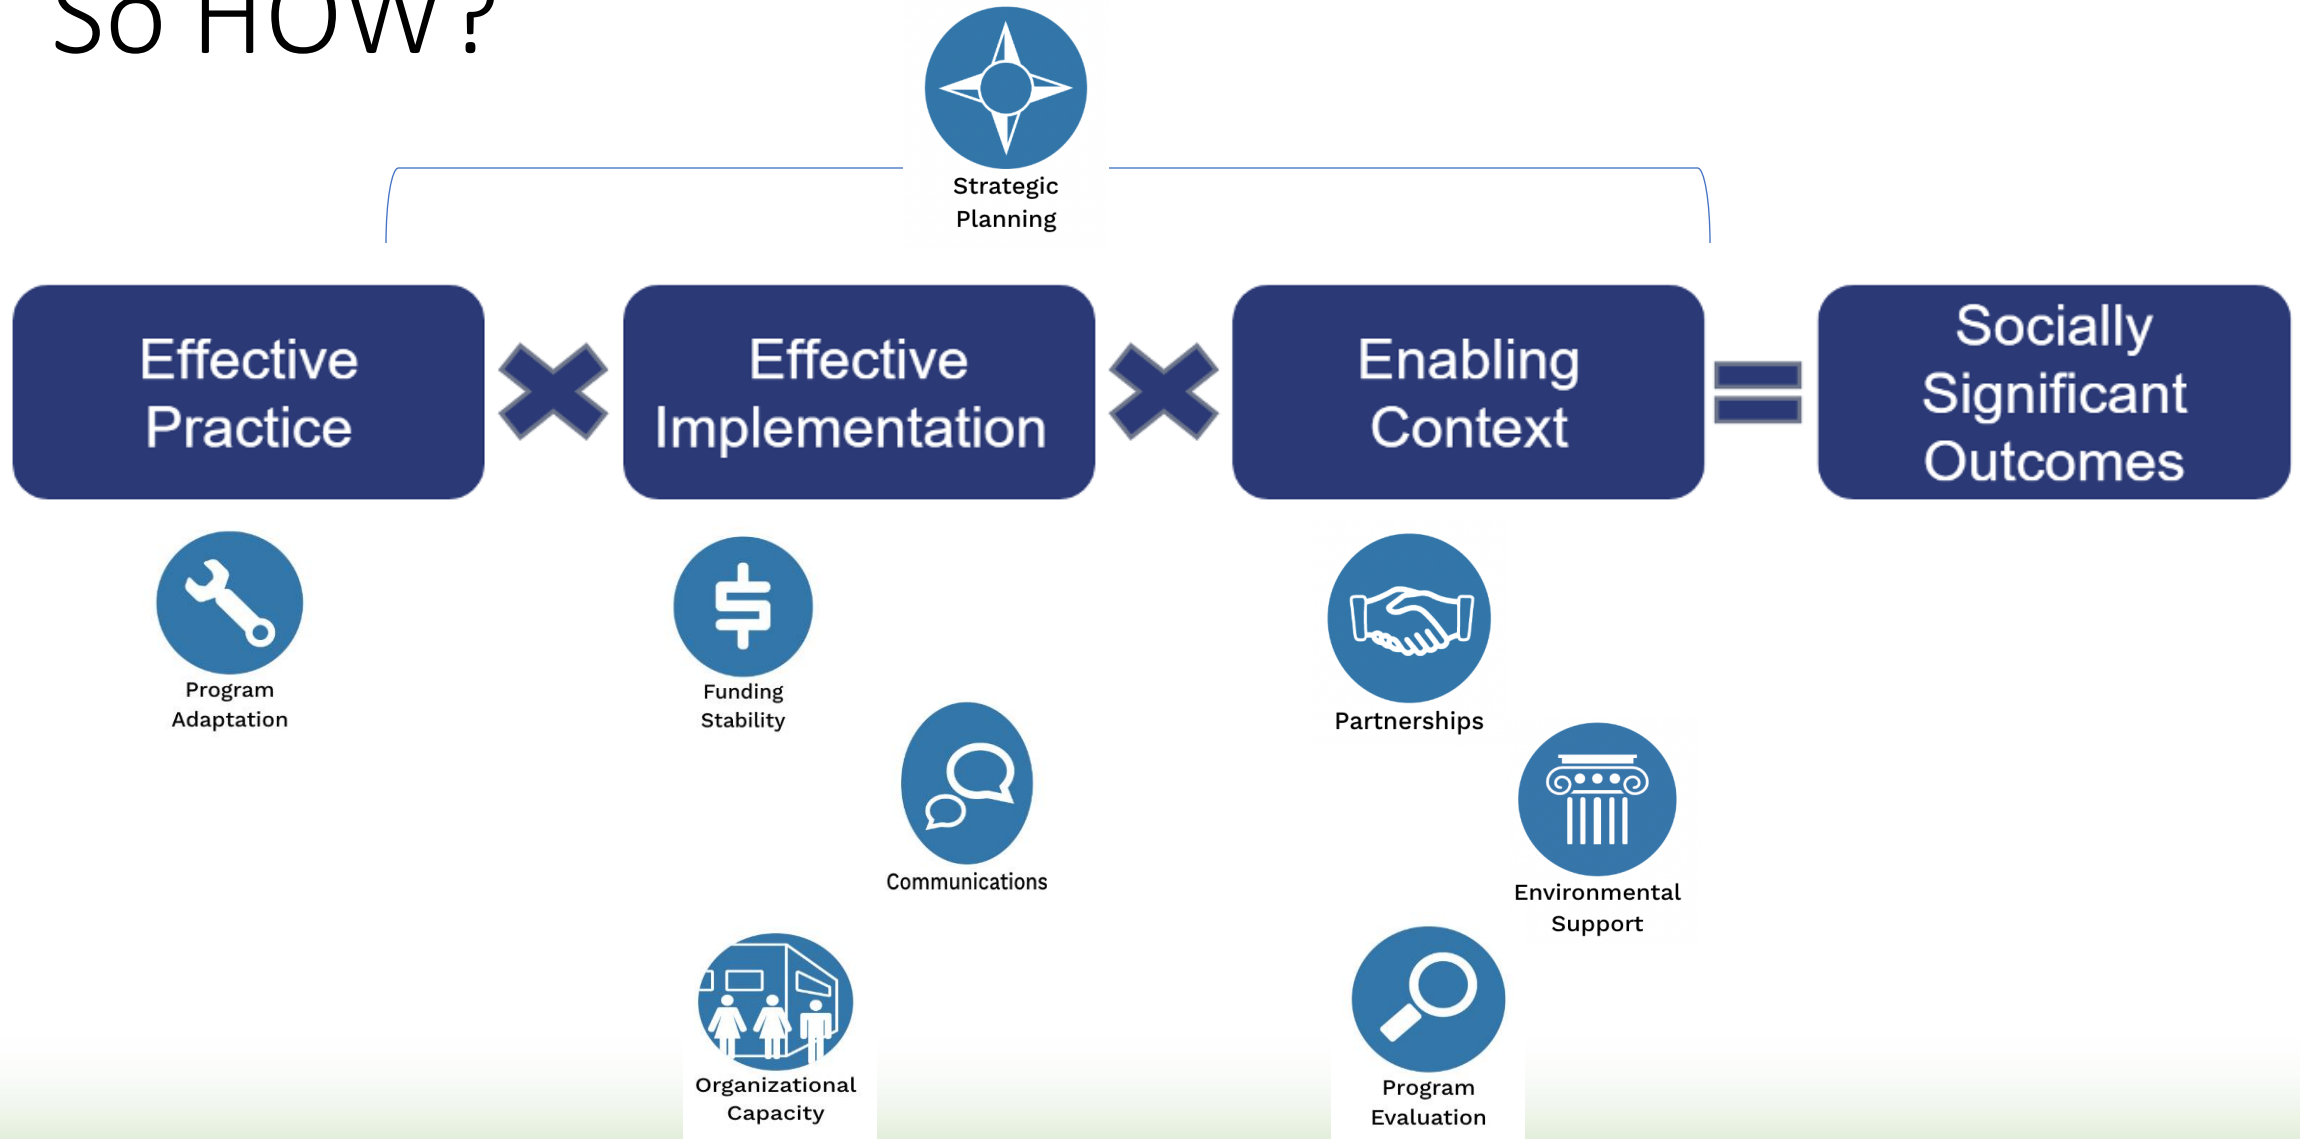 So HOW?
Strategic
Planning
Effective
Practice
Effective
Implementation
Enabling
Context
Socially
Significant
Outcomes
Program
Adaptation
Funding
Stability
Communications
Organizational
Capacity
Partnerships
Environmental
Support
Program
Evaluation